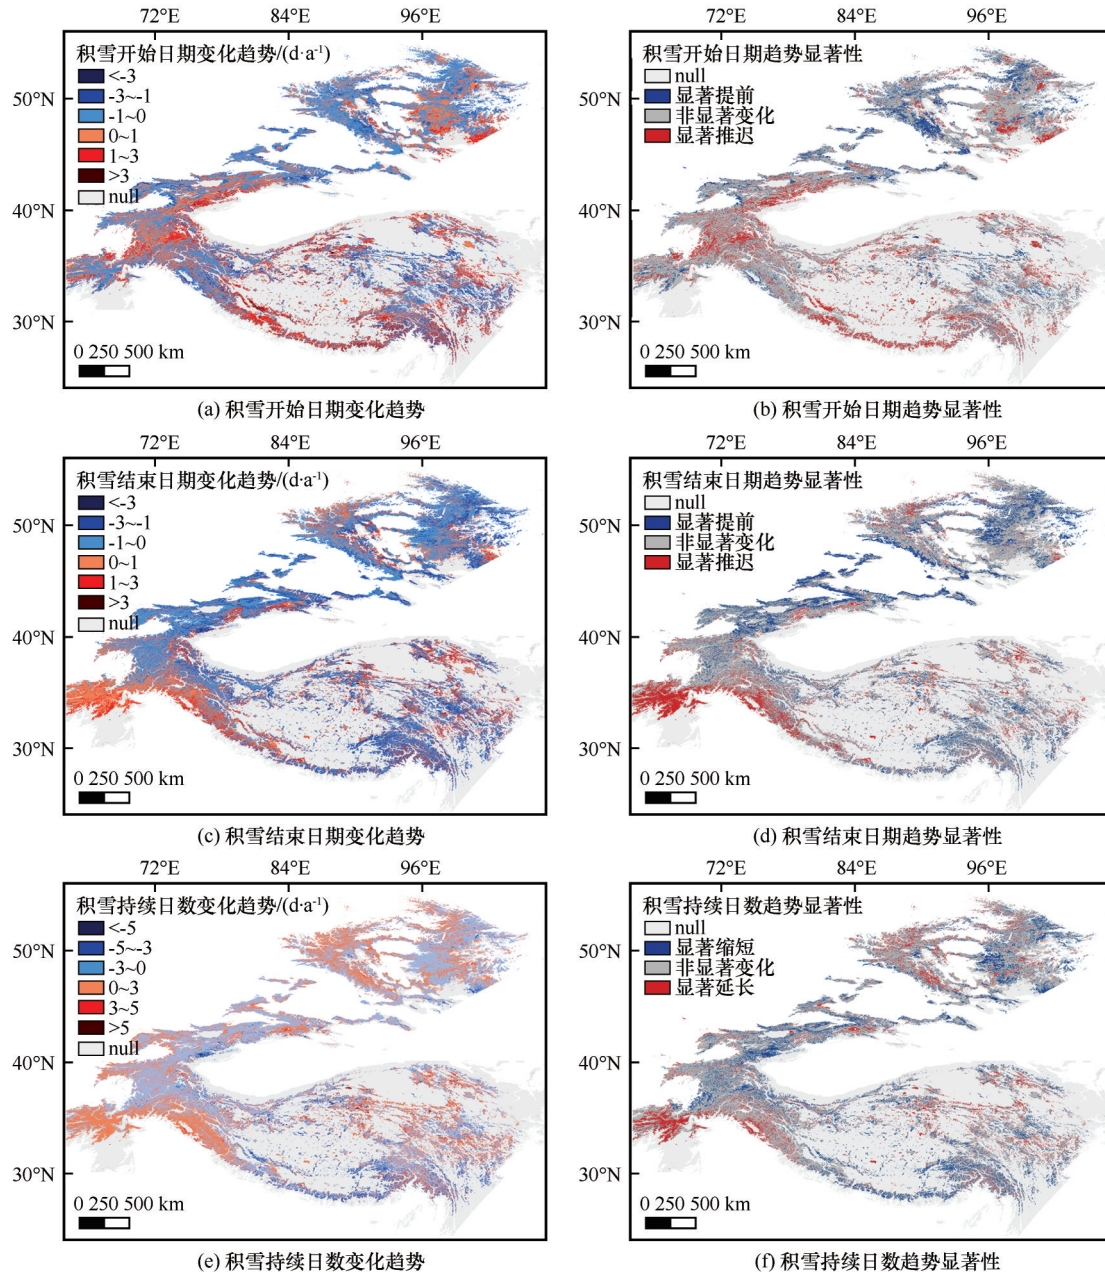 72°E 84°E 96°E
50°N
40°N
30°N
积雪开始日期变化趋势/(d·a⁻¹)
<-3
-3~-1
-1~0
0~1
1~3
>3
null
0 250 500 km
(a) 积雪开始日期变化趋势
72°E 84°E 96°E
积雪开始日期趋势显著性
null
显著提前
非显著变化
显著推迟
0 250 500 km
(b) 积雪开始日期趋势显著性
72°E 84°E 96°E
50°N
40°N
30°N
积雪结束日期变化趋势/(d·a⁻¹)
<-3
-3~-1
-1~0
0~1
1~3
>3
null
0 250 500 km
(c) 积雪结束日期变化趋势
72°E 84°E 96°E
积雪结束日期趋势显著性
null
显著提前
非显著变化
显著推迟
0 250 500 km
(d) 积雪结束日期趋势显著性
72°E 84°E 96°E
50°N
40°N
30°N
积雪持续日数变化趋势/(d·a⁻¹)
<-5
-5~-3
-3~0
0~3
3~5
>5
null
0 250 500 km
(e) 积雪持续日数变化趋势
72°E 84°E 96°E
积雪持续日数趋势显著性
null
显著缩短
非显著变化
显著延长
0 250 500 km
(f) 积雪持续日数趋势显著性